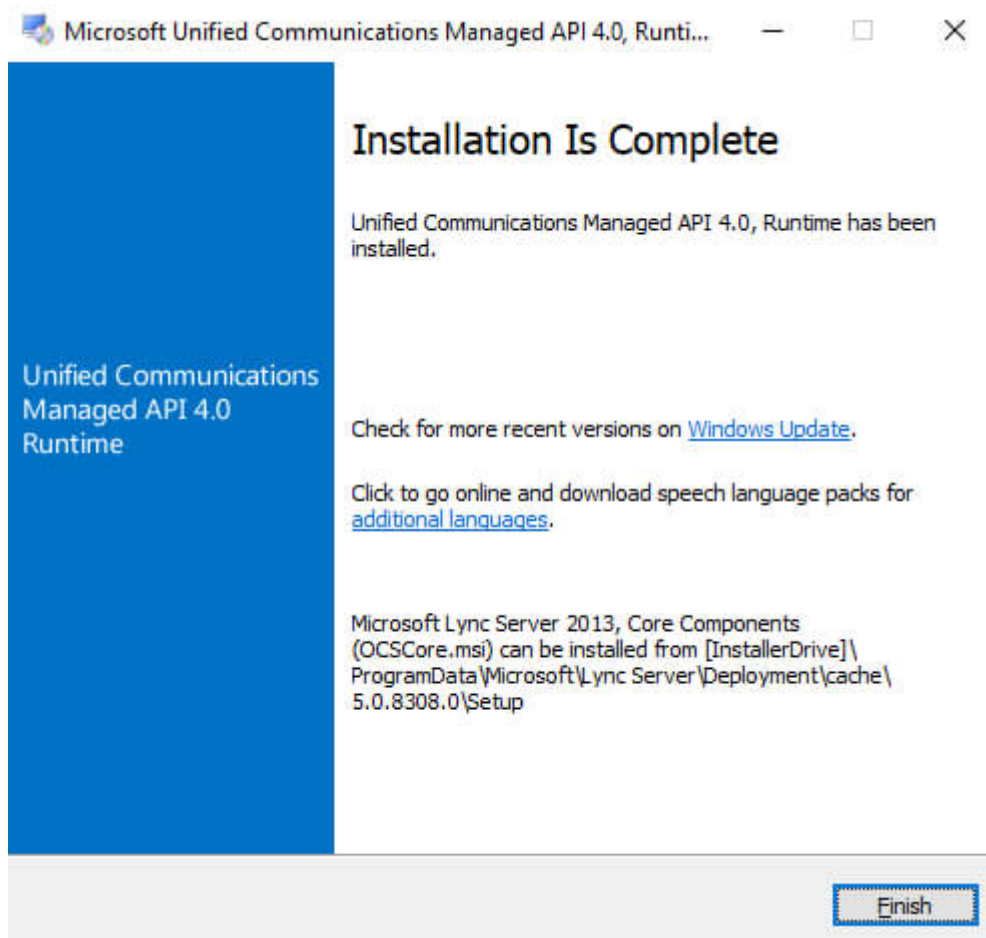 Microsoft Unified Communications Managed API 4.0, Runti...
Installation Is Complete
Unified Communications Managed API 4.0, Runtime has been
installed.
Unified Communications
Managed API 4.0
Runtime
Check for more recent versions on Windows Update.
Click to go online and download speech language packs for
additional languages.
Microsoft Lync Server 2013, Core Components
(OCSCore.msi) can be installed from [InstallerDrive]\
ProgramData\Microsoft\Lync Server\Deployment\cache\
5.0.8308.0\Setup
Finish